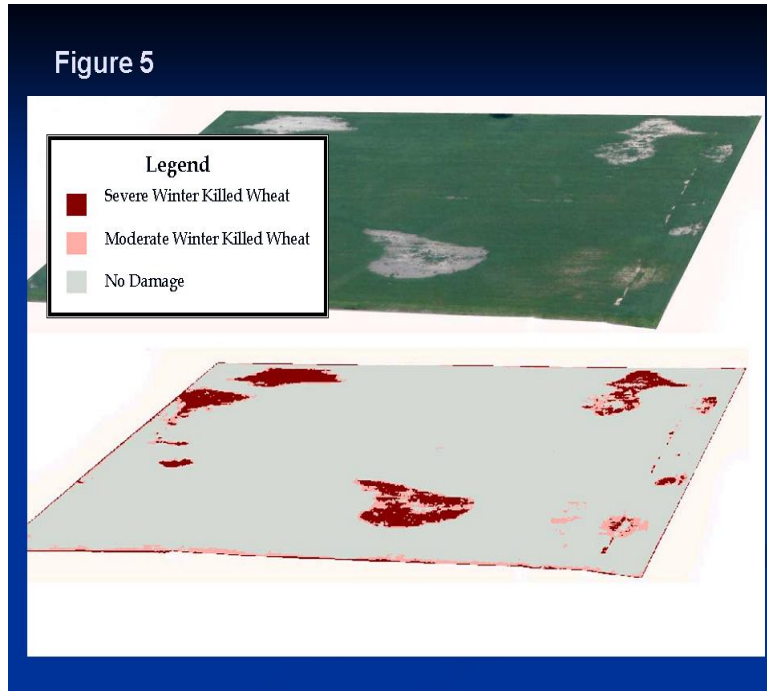 Figure 5
Legend
Severe Winter Killed Wheat
Moderate Winter Killed Wheat
No Damage